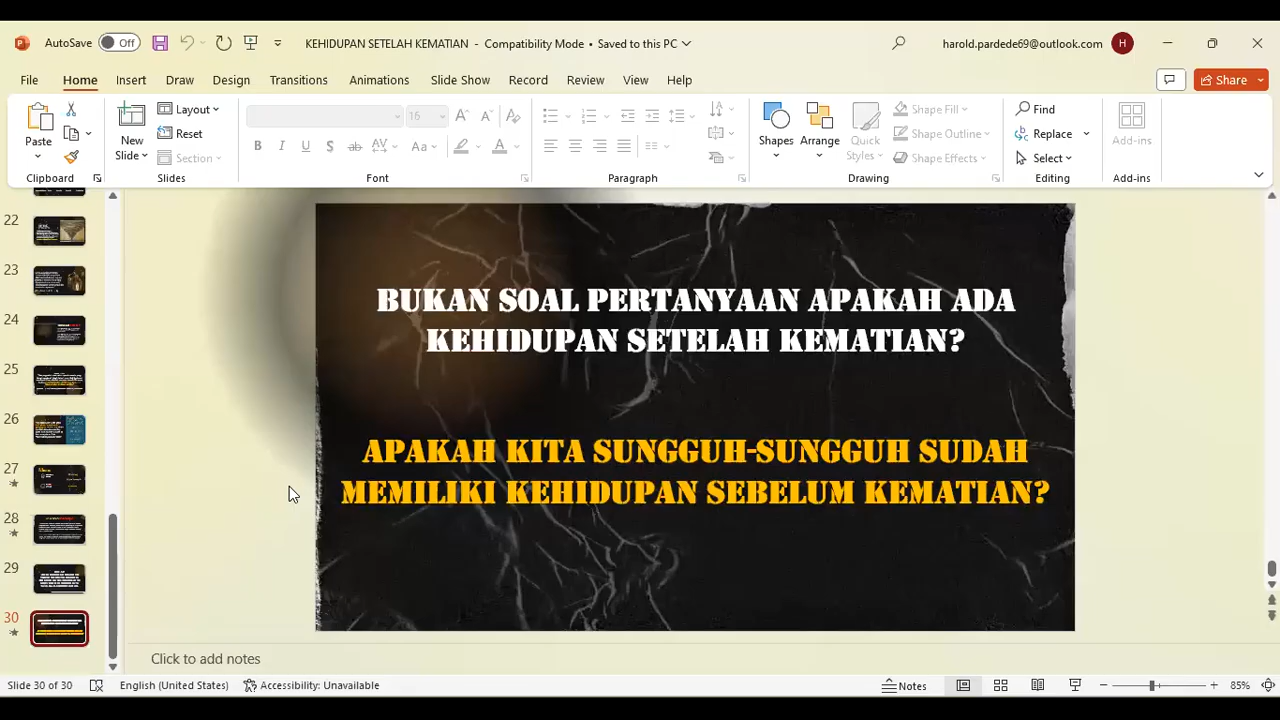 AutoSave Off KEHIDUPAN SETELAH KEMATIAN - Compatibility Mode • Saved to this PC harold.pardede69@outlook.com H
File Home Insert Draw Design Transitions Animations Slide Show Record Review View Help Share
Paste New Slide Layout Reset Section 16 Shapes Arrange Quick Styles Shape Fill Shape Outline Shape Effects Find Replace Select Add-ins
Clipboard Slides Font Paragraph Drawing Editing Add-ins
22
23
24
25
26
27
28
29
30
BUKAN SOAL PERTANYAAN APAKAH ADA
KEHIDUPAN SETELAH KEMATIAN?
APAKAH KITA SUNGGUH-SUNGGUH SUDAH
MEMILIKI KEHIDUPAN SEBELUM KEMATIAN?
Click to add notes
Slide 30 of 30 English (United States) Accessibility: Unavailable Notes 85%